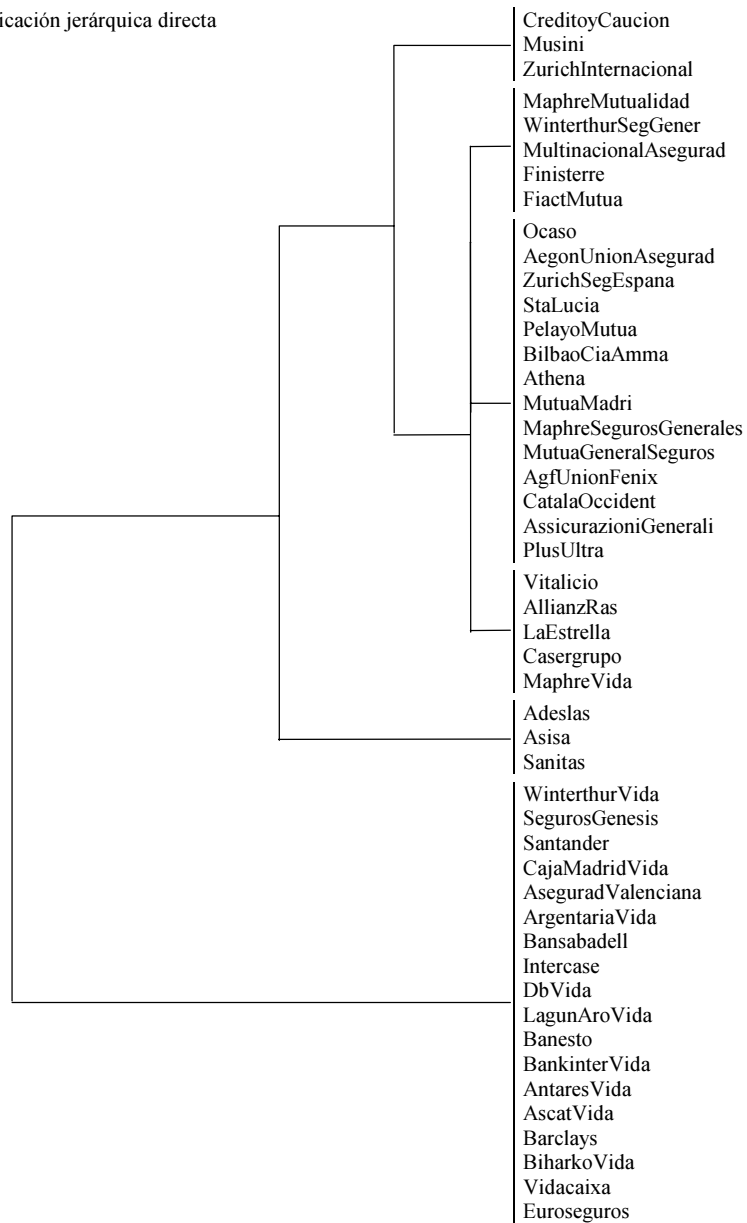 icación jerárquica directa
CreditoyCaucion
Musini
ZurichInternacional
MaphreMutualidad
WinterthurSegGener
MultinacionalAsegurad
Finisterre
FiactMutua
Ocaso
AegonUnionAsegurad
ZurichSegEspana
StaLucia
PelayoMutua
BilbaoCiaAmma
Athena
MutuaMadri
MaphreSegurosGenerales
MutuaGeneralSeguros
AgfUnionFenix
CatalaOccident
AssicurazioniGenerali
PlusUltra
Vitalicio
AllianzRas
LaEstrella
Casergrupo
MaphreVida
Adeslas
Asisa
Sanitas
WinterthurVida
SegurosGenesis
Santander
CajaMadridVida
AseguradValenciana
ArgentariaVida
Bansabadell
Intercase
DbVida
LagunAroVida
Banesto
BankinterVida
AntaresVida
AscatVida
Barclays
BiharkoVida
Vidacaixa
Euroseguros